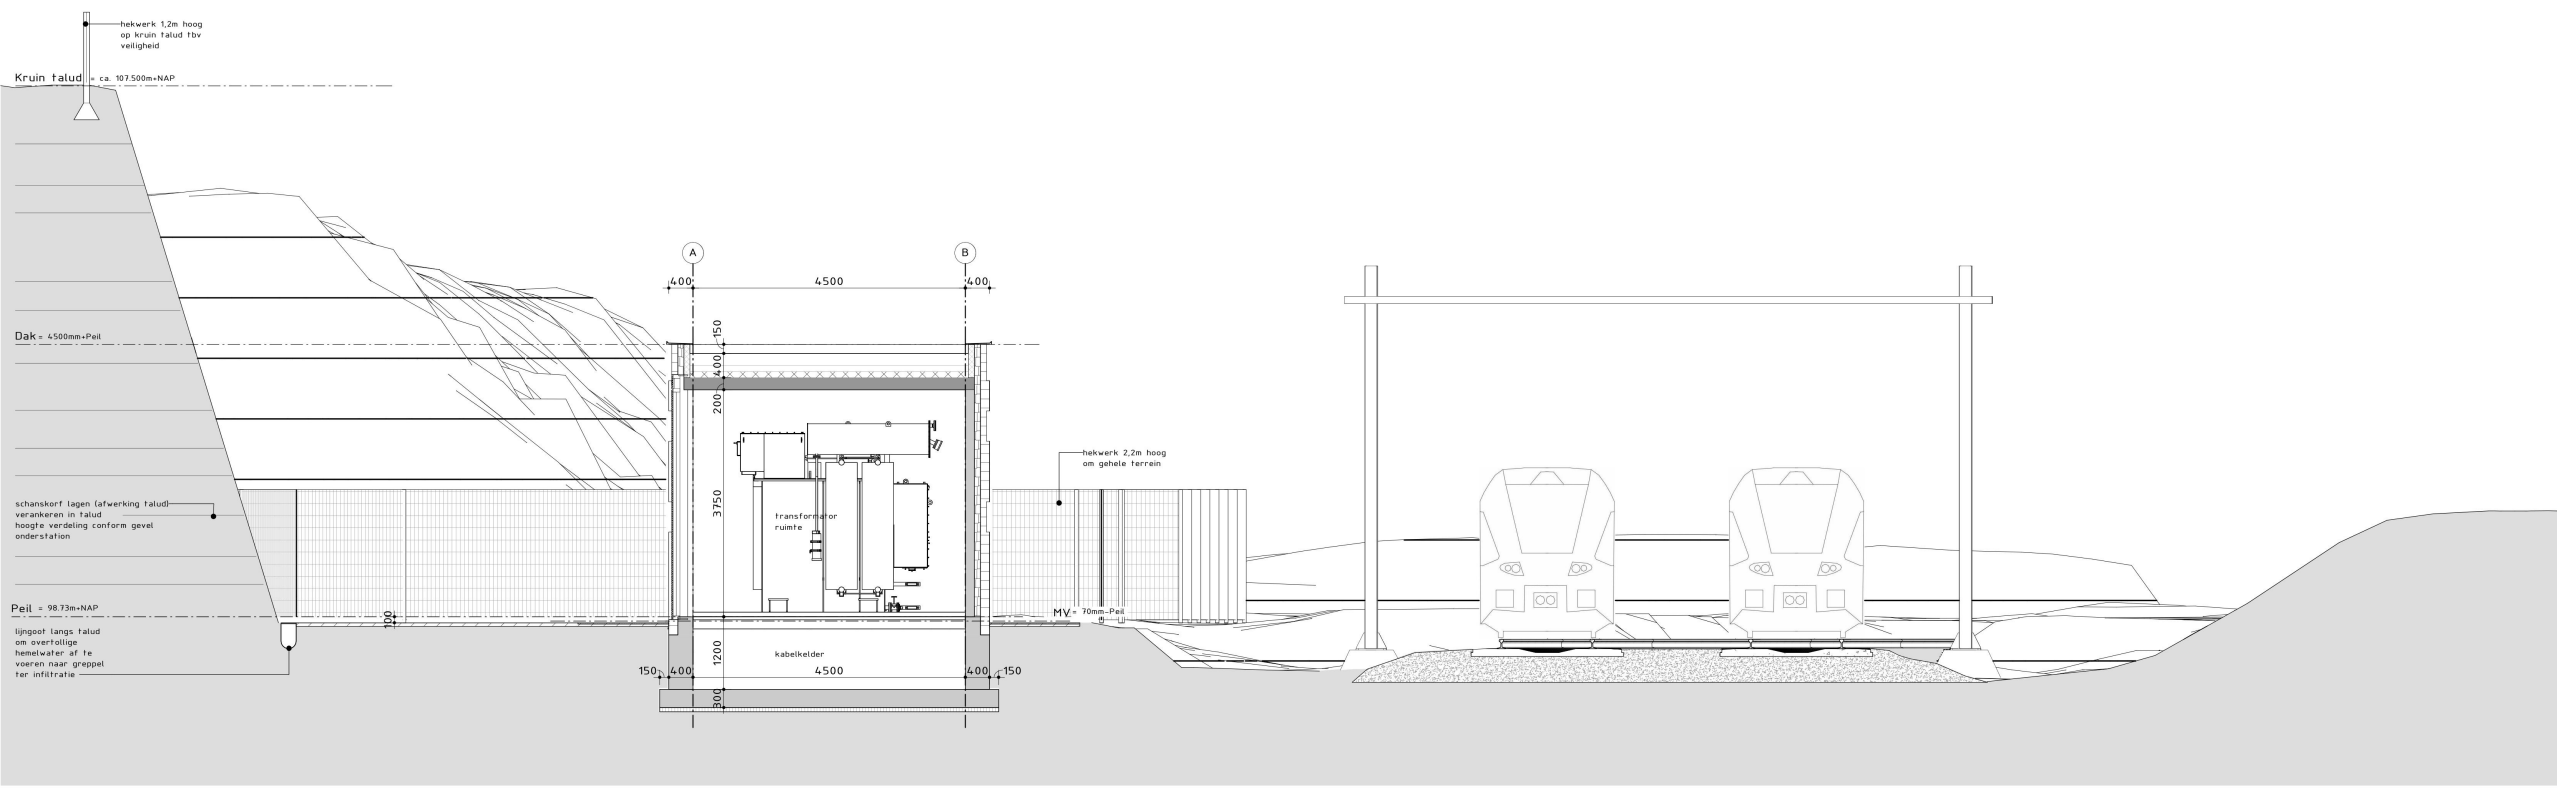 hekwerk 1,2m hoog
op kruin talud tbv
veiligheid
Kruin talud = ca. 107.500m+NAP
A
B
400
4500
400
150
Dak = 4500mm+Peil
400
200
hekwerk 2,2m hoog
om gehele terrein
3750
transformator
ruimte
schanskorf lagen (afwerking talud)
verankeren in talud
hoogte verdeling conform gevel
onderstation
Peil = 98.73m+NAP
MV = 70mm-Peil
100
lijngoot langs talud
om overtollige
hemelwater af te
voeren naar greppel
ter infiltratie
1200
kabelkelder
150
400
4500
400
150
300